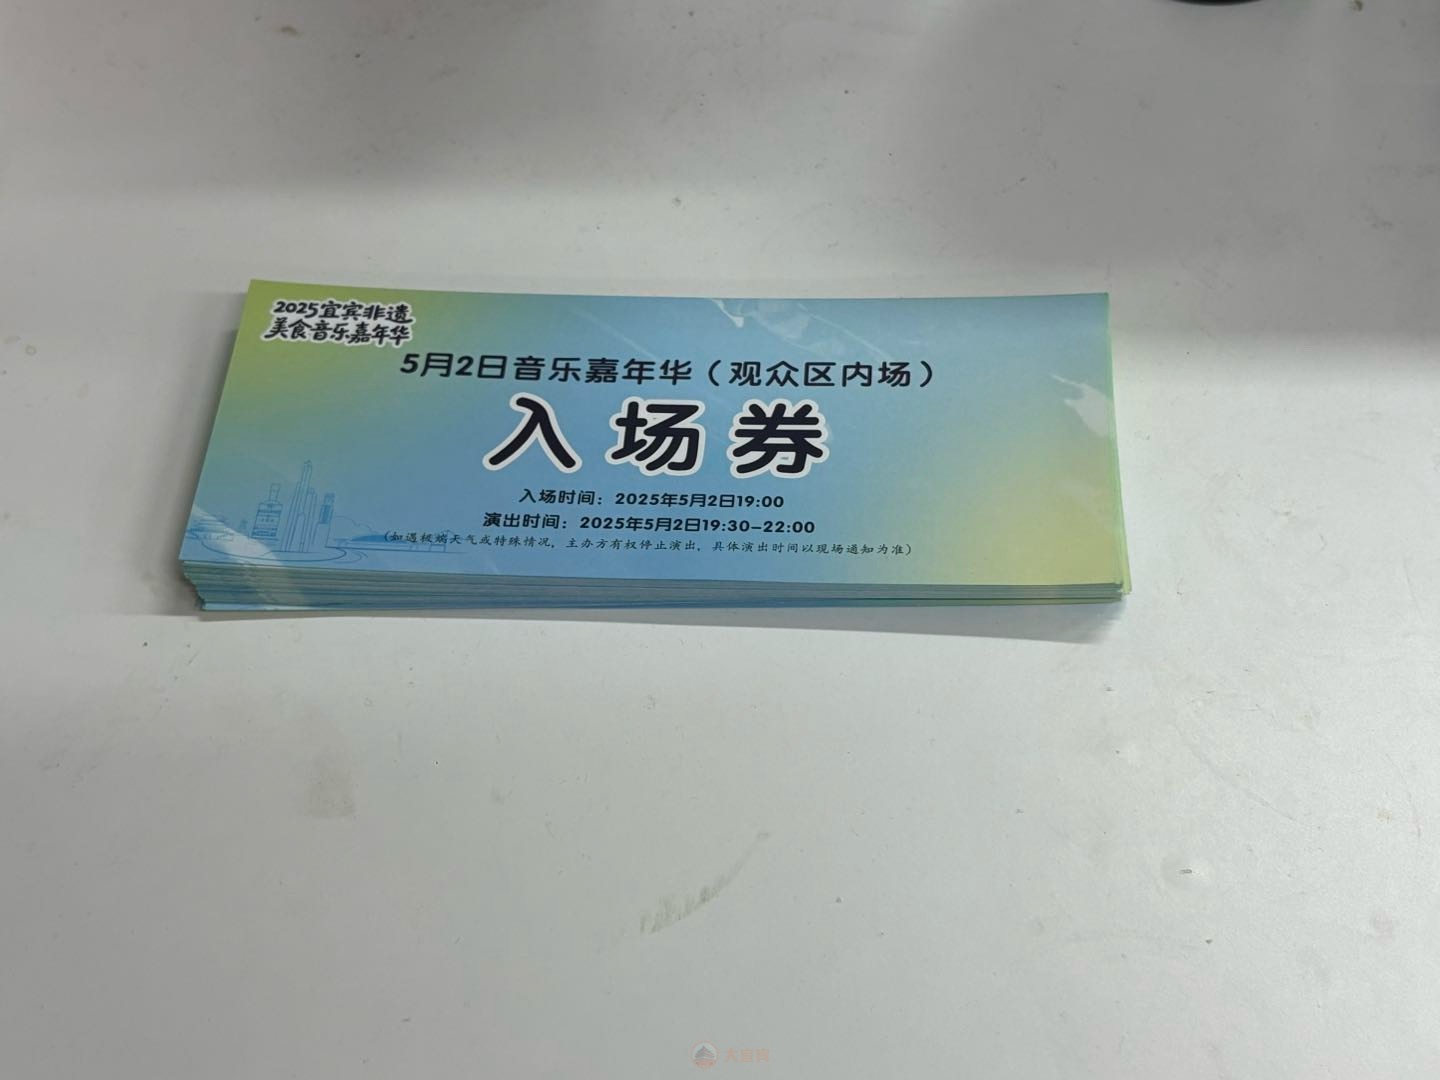 2025宜宾非遗
美食音乐嘉年华
5月2日音乐嘉年华（观众区内场）
入场券
入场时间：2025年5月2日19:00
演出时间：2025年5月2日19:30-22:00
（如遇极端天气或特殊情况，主办方有权停止演出，具体演出时间以现场通知为准）